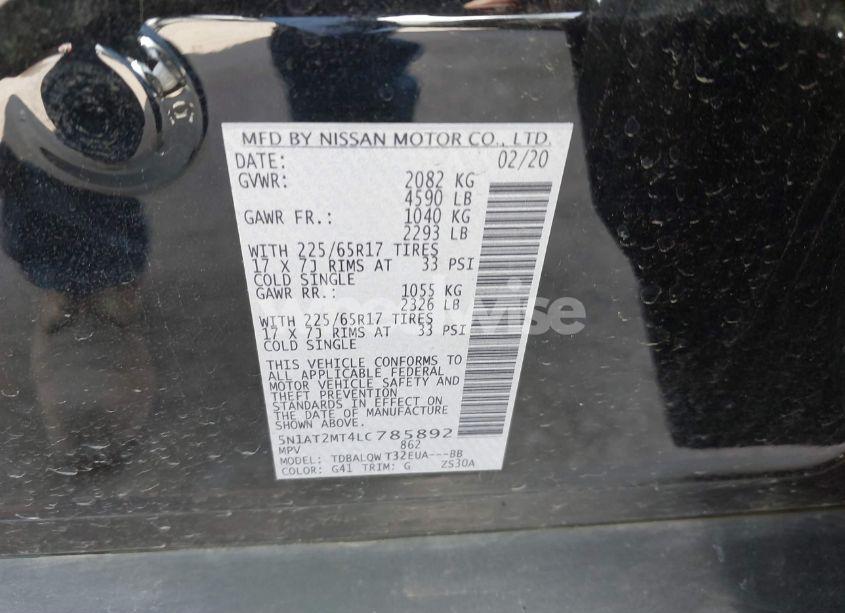 MFD BY NISSAN MOTOR CO., LTD.
DATE: 02/20
GVWR: 2082 KG
4590 LB
GAWR FR.: 1040 KG
2293 LB
WITH 225/65R17 TIRES
17 X 7J RIMS AT 33 PSI
COLD SINGLE
GAWR RR.: 1055 KG
2326 LB
WITH 225/65R17 TIRES
17 X 7J RIMS AT 33 PSI
COLD SINGLE
THIS VEHICLE CONFORMS TO
ALL APPLICABLE FEDERAL
MOTOR VEHICLE SAFETY AND
THEFT PREVENTION
STANDARDS IN EFFECT ON
THE DATE OF MANUFACTURE
SHOWN ABOVE.
5N1AT2MT4LC785892
MPV 862
MODEL: TDBALQW T32EUA---BB
COLOR: G41 TRIM: G ZS30A